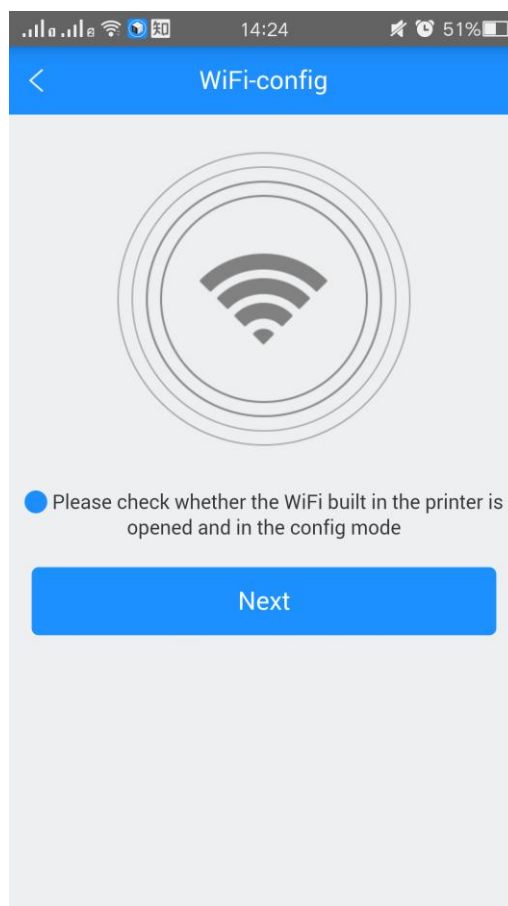 知 14:24 51%
WiFi-config
Please check whether the WiFi built in the printer is
opened and in the config mode
Next